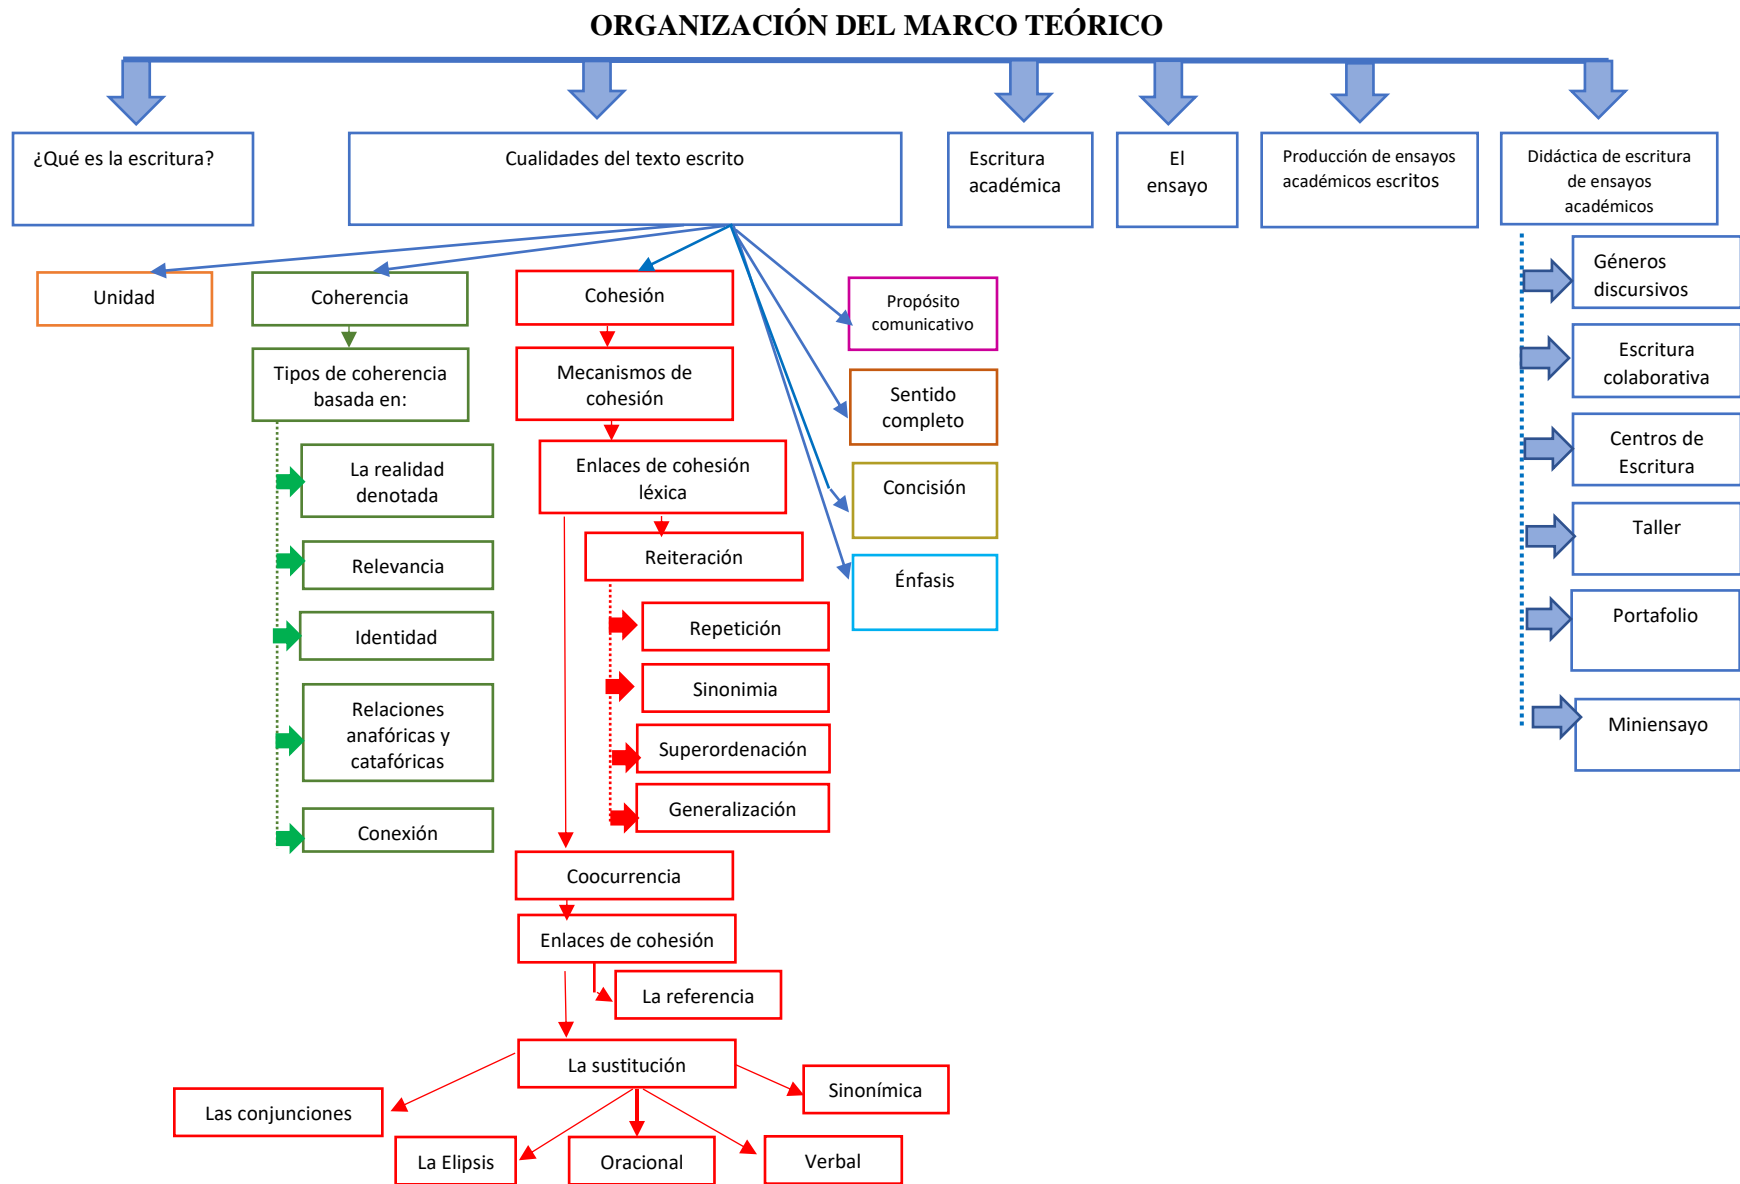 ORGANIZACIÓN DEL MARCO TEÓRICO
¿Qué es la escritura?
Cualidades del texto escrito
Escritura
académica
El
ensayo
Producción de ensayos
académicos escritos
Didáctica de escritura
de ensayos
académicos
Unidad
Coherencia
Tipos de coherencia
basada en:
La realidad
denotada
Relevancia
Identidad
Relaciones
anafóricas y
catafóricas
Conexión
Cohesión
Mecanismos de
cohesión
Enlaces de cohesión
léxica
Reiteración
Repetición
Sinonimia
Superordenación
Generalización
Coocurrencia
Enlaces de cohesión
La referencia
La sustitución
Sinonímica
Las conjunciones
La Elipsis
Oracional
Verbal
Propósito
comunicativo
Sentido
completo
Concisión
Énfasis
Géneros
discursivos
Escritura
colaborativa
Centros de
Escritura
Taller
Portafolio
Miniensayo